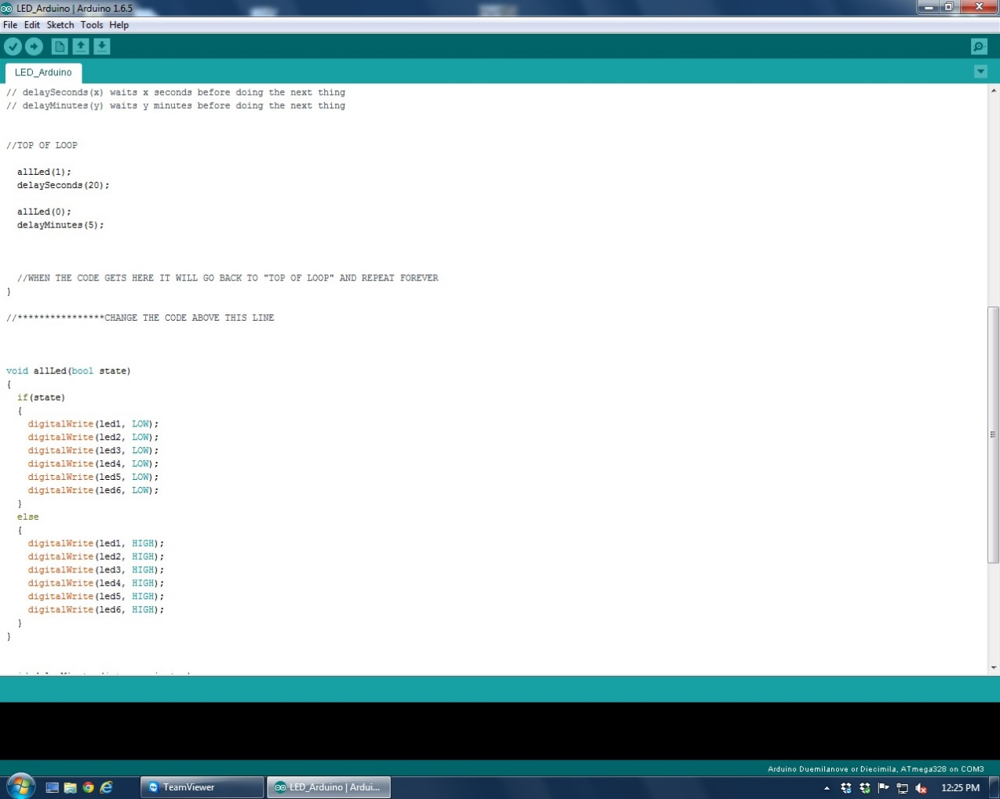 LED_Arduino | Arduino 1.6.5
File Edit Sketch Tools Help
LED_Arduino
// delaySeconds(x) waits x seconds before doing the next thing
// delayMinutes(y) waits y minutes before doing the next thing
//TOP OF LOOP
allLed(1);
delaySeconds(20);
allLed(0);
delayMinutes(5);
//WHEN THE CODE GETS HERE IT WILL GO BACK TO "TOP OF LOOP" AND REPEAT FOREVER
}
//****************CHANGE THE CODE ABOVE THIS LINE
void allLed(bool state)
{
if(state)
{
digitalWrite(led1, LOW);
digitalWrite(led2, LOW);
digitalWrite(led3, LOW);
digitalWrite(led4, LOW);
digitalWrite(led5, LOW);
digitalWrite(led6, LOW);
}
else
{
digitalWrite(led1, HIGH);
digitalWrite(led2, HIGH);
digitalWrite(led3, HIGH);
digitalWrite(led4, HIGH);
digitalWrite(led5, HIGH);
digitalWrite(led6, HIGH);
}
}
Arduino Duemilanove or Diecimila, ATmega328 on COM3
TeamViewer
LED_Arduino | Ardui...
12:25 PM